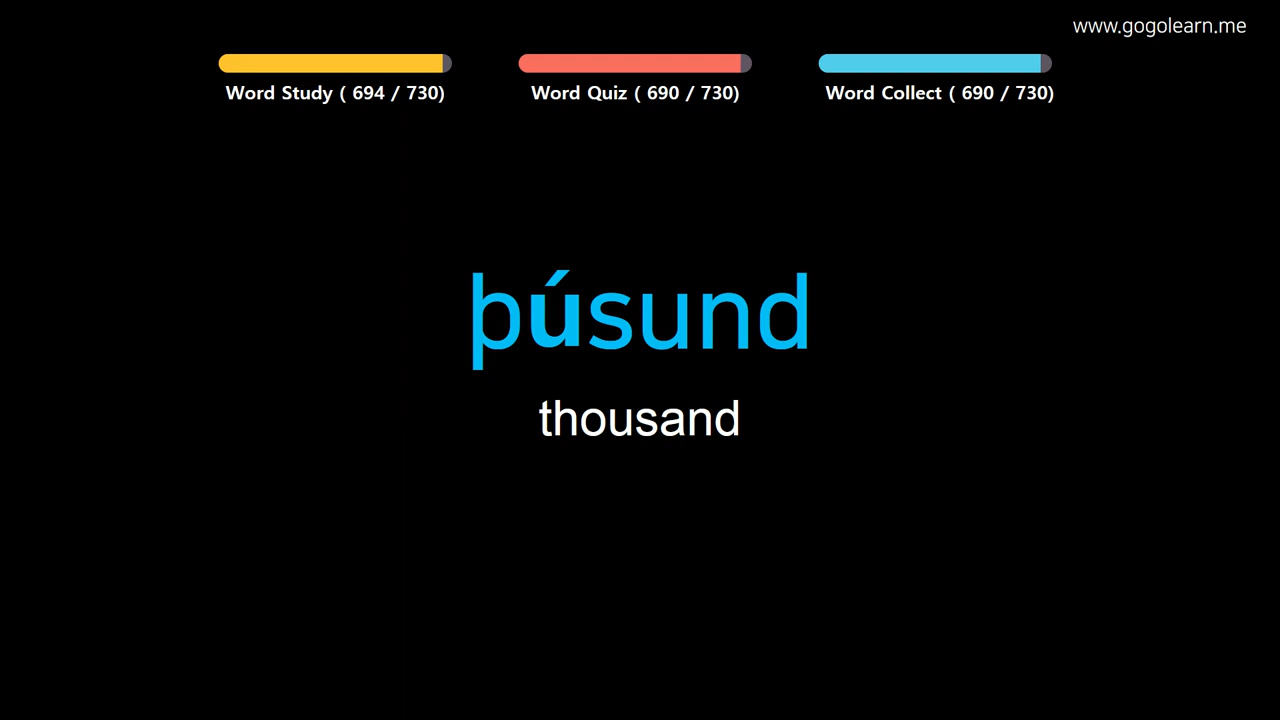 www.gogolearn.me
Word Study ( 694 / 730)
Word Quiz ( 690 / 730)
Word Collect ( 690 / 730)
þúsund
thousand